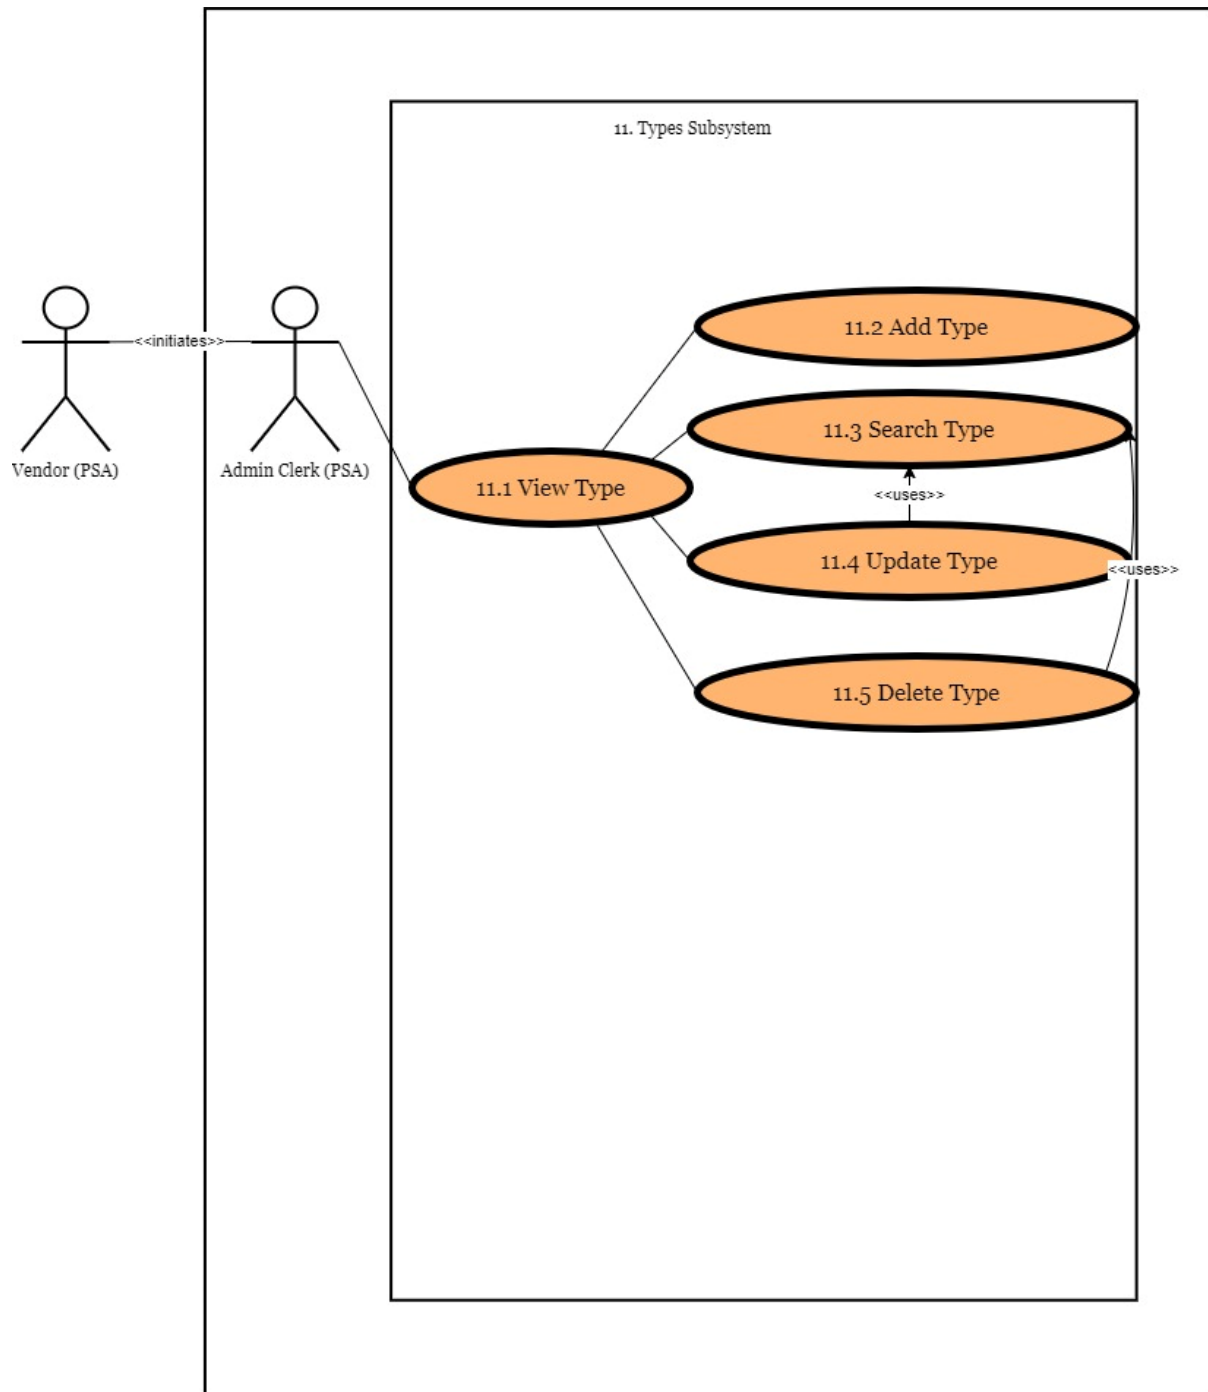 11. Types Subsystem
<<initiates>>
Vendor (PSA)
Admin Clerk (PSA)
11.2 Add Type
11.3 Search Type
11.1 View Type
<<uses>>
11.4 Update Type
<<uses>>
11.5 Delete Type